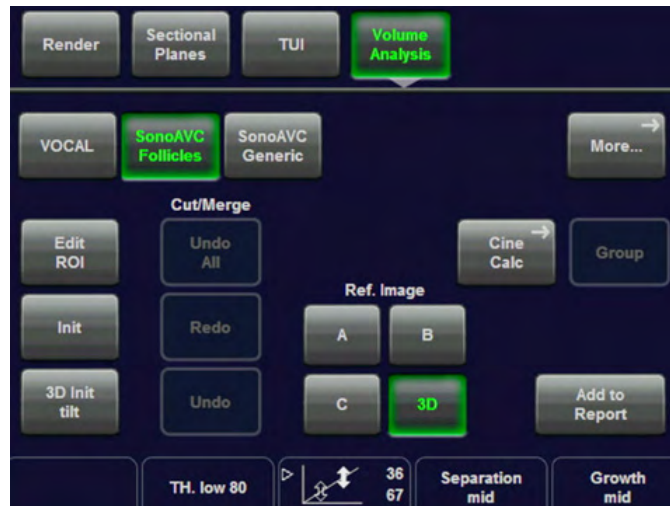 Render
Sectional
Planes
TUI
Volume
Analysis
VOCAL
SonoAVC
Follicles
SonoAVC
Generic
More...
Cut/Merge
Edit
ROI
Undo
All
Cine
Calc
Group
Ref. Image
Init
Redo
A
B
3D Init
tilt
Undo
C
3D
Add to
Report
TH. low 80
36
67
Separation
mid
Growth
mid